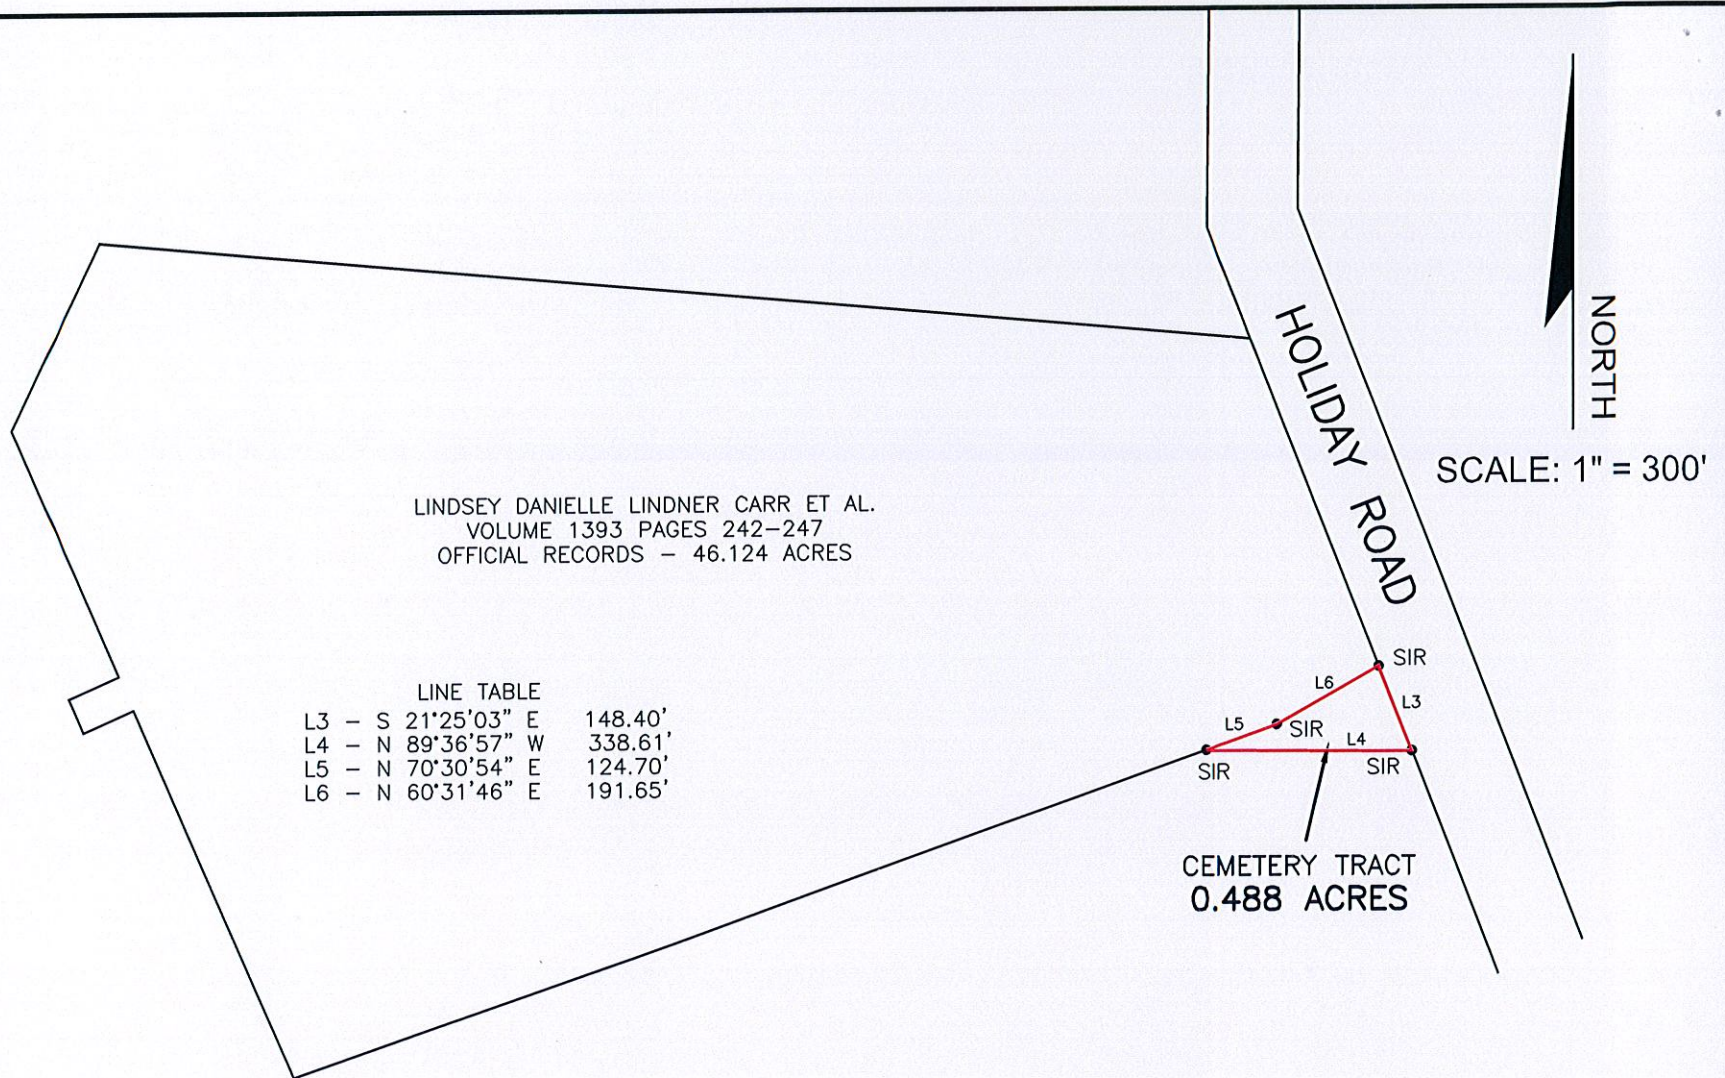 HOLIDAY ROAD
NORTH
SCALE: 1" = 300'
LINDSEY DANIELLE LINDNER CARR ET AL.
VOLUME 1393 PAGES 242–247
OFFICIAL RECORDS – 46.124 ACRES
LINE TABLE
L3 – S 21°25'03" E 148.40'
L4 – N 89°36'57" W 338.61'
L5 – N 70°30'54" E 124.70'
L6 – N 60°31'46" E 191.65'
SIR
L6
L3
L5
SIR
L4
SIR
SIR
CEMETERY TRACT
0.488 ACRES